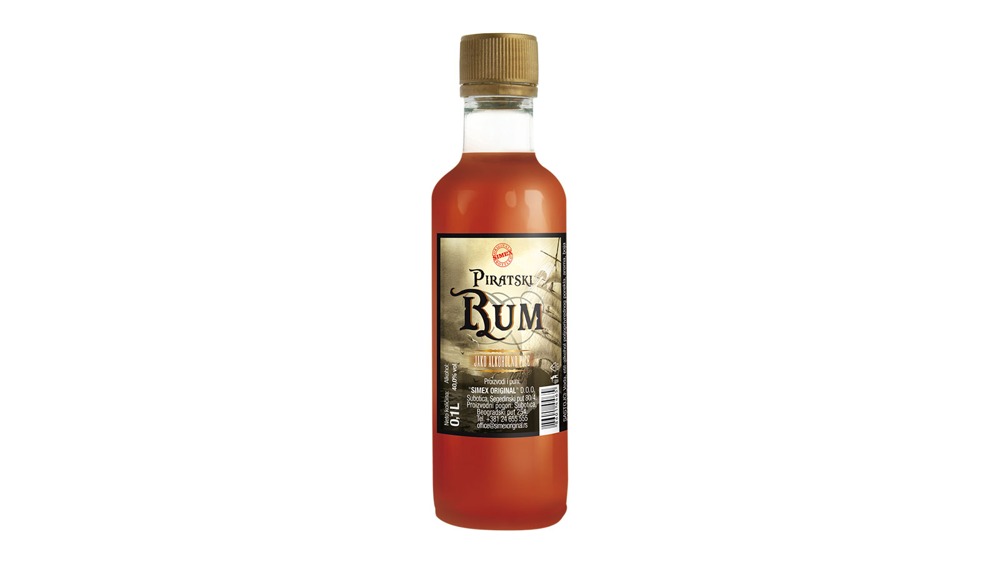 ORIGINAL
SIMEX
BOTTLED
PIRATSKI
RUM
JAKO ALKOHOLNO PIĆE
Proizvodi i puni:
"SIMEX ORIGINAL" D.O.O.
Subotica, Segedinski put 80/4.
Proizvodni pogon: Subotica,
Beogradski put 254,
Tel. +381 24 655 555
office@simexoriginal.rs
Neto količina:
0,1L
Alkohol:
40,0% vol
SASTOJCI: Voda, etil-alkohol poljoprivrednog porekla, aroma, boja